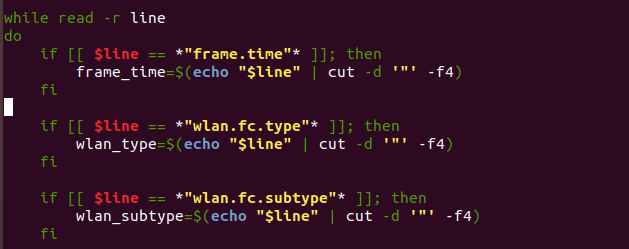 while read -r line
do
    if [[ $line == *"frame.time"* ]]; then
        frame_time=$(echo "$line" | cut -d '"' -f4)
    fi
    if [[ $line == *"wlan.fc.type"* ]]; then
        wlan_type=$(echo "$line" | cut -d '"' -f4)
    fi
    if [[ $line == *"wlan.fc.subtype"* ]]; then
        wlan_subtype=$(echo "$line" | cut -d '"' -f4)
    fi